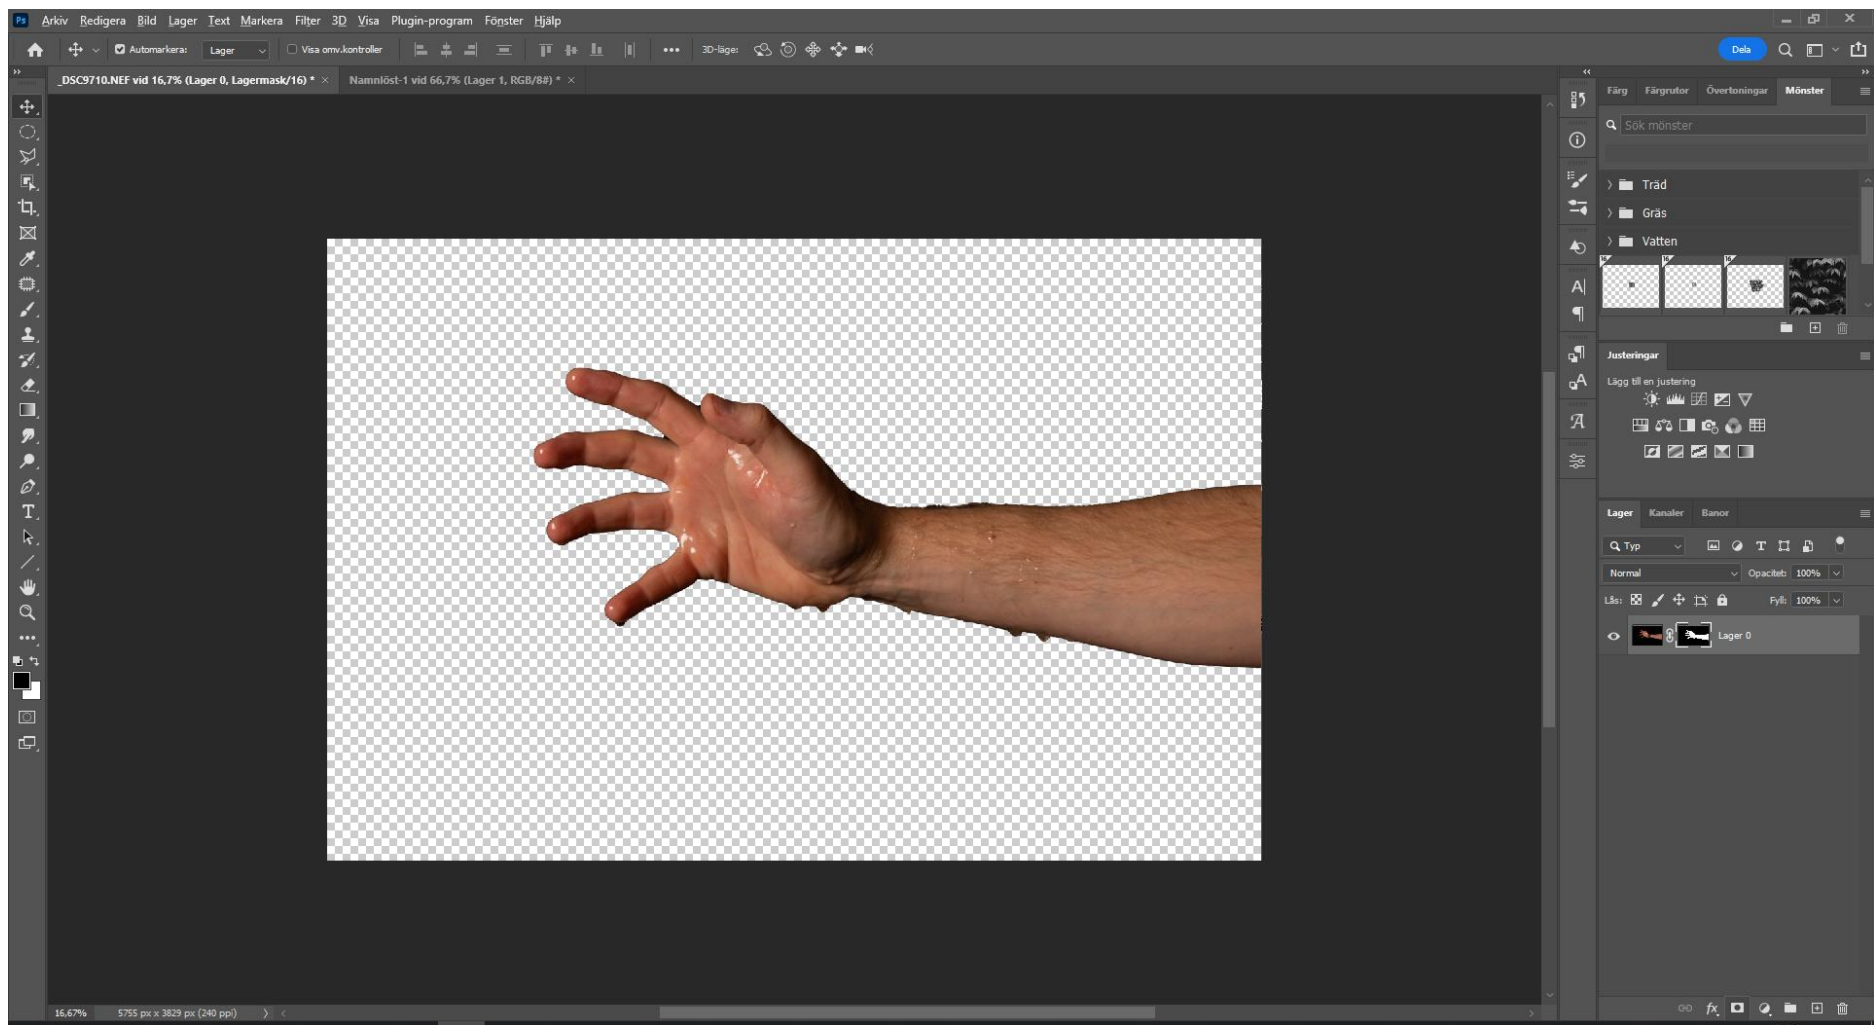 Ps Arkiv Redigera Bild Lager Text Markera Filter 3D Visa Plugin-program Fönster Hjälp
Automarkera: Lager Visa omv.kontroller 3D-läge: Dela
_DSC9710.NEF vid 16,7% (Lager 0, Lagermask/16) * × Namnlöst-1 vid 66,7% (Lager 1, RGB/8#) * ×
Färg Färgrutor Övertoningar Mönster
Sök mönster
Träd
Gräs
Vatten
16 16 16
Justeringar
Lägg till en justering
Lager Kanaler Banor
Typ
Normal Opacitet: 100%
Lås: Fyll: 100%
Lager 0
16,67% 5755 px x 3829 px (240 ppi)